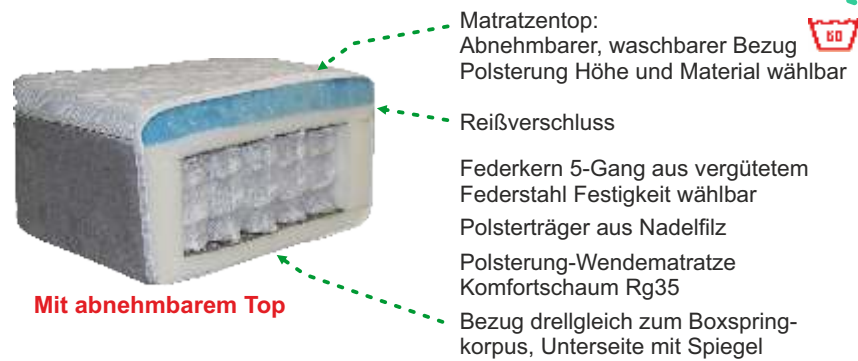 Matratzentop:
Abnehmbarer, waschbarer Bezug
60
Polsterung Höhe und Material wählbar
Reißverschluss
Federkern 5-Gang aus vergütetem
Federstahl Festigkeit wählbar
Polsterträger aus Nadelfilz
Polsterung-Wendematratze
Komfortschaum Rg35
Mit abnehmbarem Top
Bezug drellgleich zum Boxspring-
korpus, Unterseite mit Spiegel